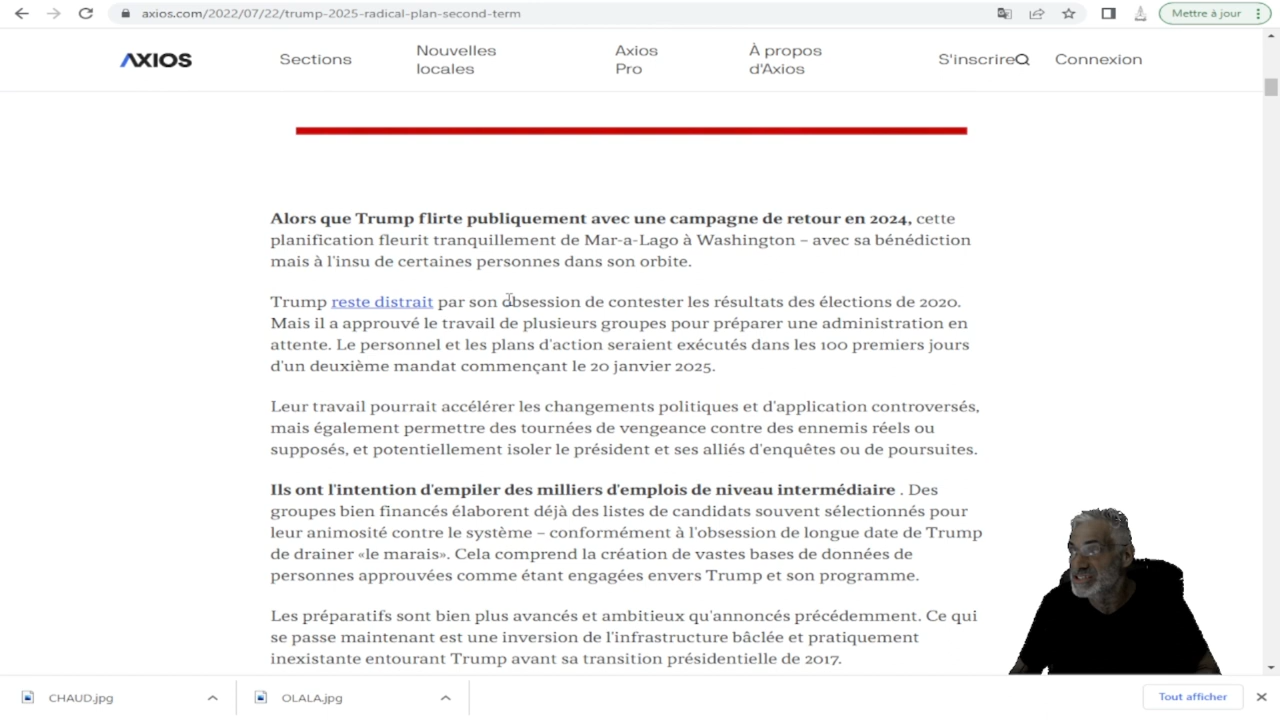 axios.com/2022/07/22/trump-2025-radical-plan-second-term
Mettre à jour
AXIOS
Sections
Nouvelles
locales
Axios
Pro
À propos
d'Axios
S'inscrire
Connexion
Alors que Trump flirte publiquement avec une campagne de retour en 2024, cette
planification fleurit tranquillement de Mar-a-Lago à Washington – avec sa bénédiction
mais à l'insu de certaines personnes dans son orbite.
Trump reste distrait par son obsession de contester les résultats des élections de 2020.
Mais il a approuvé le travail de plusieurs groupes pour préparer une administration en
attente. Le personnel et les plans d'action seraient exécutés dans les 100 premiers jours
d'un deuxième mandat commençant le 20 janvier 2025.
Leur travail pourrait accélérer les changements politiques et d'application controversés,
mais également permettre des tournées de vengeance contre des ennemis réels ou
supposés, et potentiellement isoler le président et ses alliés d'enquêtes ou de poursuites.
Ils ont l'intention d'empiler des milliers d'emplois de niveau intermédiaire . Des
groupes bien financés élaborent déjà des listes de candidats souvent sélectionnés pour
leur animosité contre le système – conformément à l'obsession de longue date de Trump
de drainer «le marais». Cela comprend la création de vastes bases de données de
personnes approuvées comme étant engagées envers Trump et son programme.
Les préparatifs sont bien plus avancés et ambitieux qu'annoncés précédemment. Ce qui
se passe maintenant est une inversion de l'infrastructure bâclée et pratiquement
inexistante entourant Trump avant sa transition présidentielle de 2017.
CHAUD.jpg
OLALA.jpg
Tout afficher